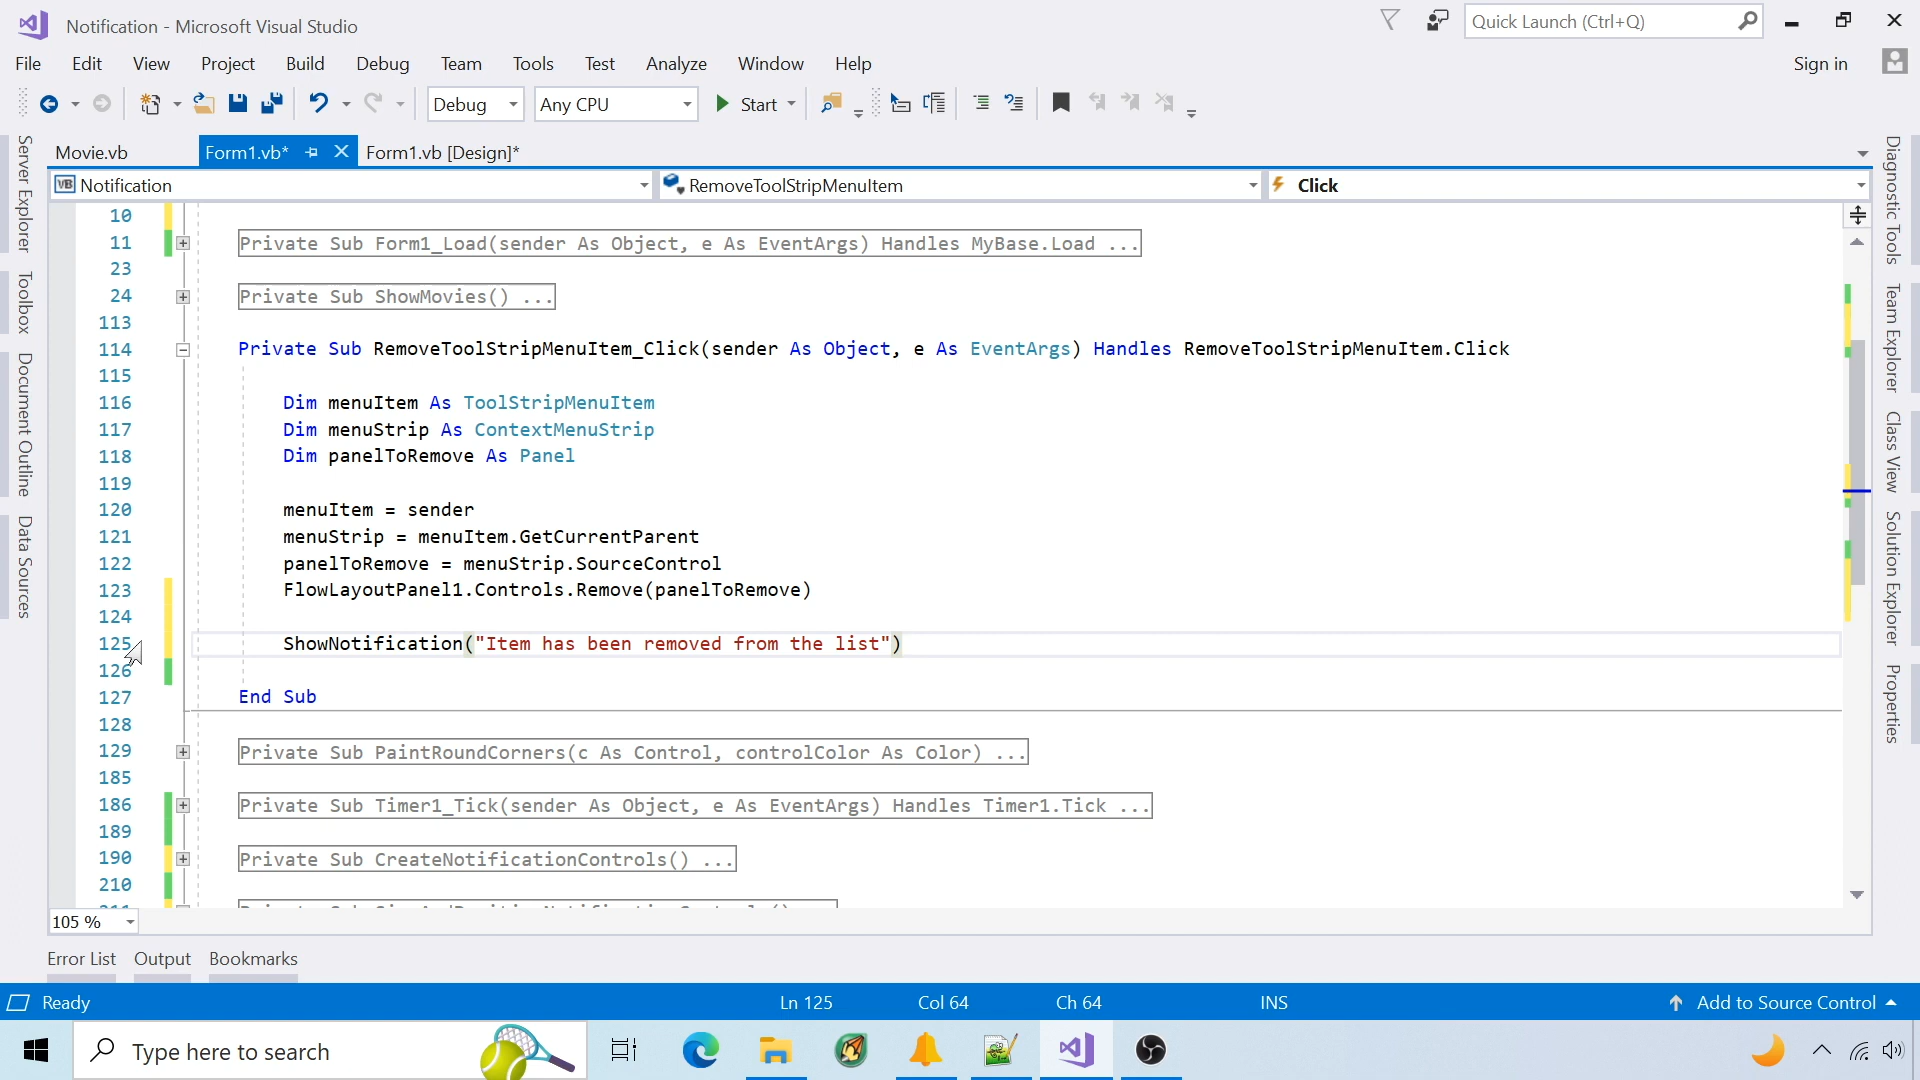 Notification - Microsoft Visual Studio
Quick Launch (Ctrl+Q)
File Edit View Project Build Debug Team Tools Test Analyze Window Help
Sign in
Debug Any CPU Start
Movie.vb Form1.vb* Form1.vb [Design]*
VB Notification RemoveToolStripMenuItem Click
10
11 Private Sub Form1_Load(sender As Object, e As EventArgs) Handles MyBase.Load ...
23
24 Private Sub ShowMovies() ...
113
114 Private Sub RemoveToolStripMenuItem_Click(sender As Object, e As EventArgs) Handles RemoveToolStripMenuItem.Click
115
116 Dim menuItem As ToolStripMenuItem
117 Dim menuStrip As ContextMenuStrip
118 Dim panelToRemove As Panel
119
120 menuItem = sender
121 menuStrip = menuItem.GetCurrentParent
122 panelToRemove = menuStrip.SourceControl
123 FlowLayoutPanel1.Controls.Remove(panelToRemove)
124
125 ShowNotification("Item has been removed from the list")
126
127 End Sub
128
129 Private Sub PaintRoundCorners(c As Control, controlColor As Color) ...
185
186 Private Sub Timer1_Tick(sender As Object, e As EventArgs) Handles Timer1.Tick ...
189
190 Private Sub CreateNotificationControls() ...
210
105 %
Server Explorer
Toolbox
Document Outline
Data Sources
Diagnostic Tools
Team Explorer
Class View
Solution Explorer
Properties
Error List Output Bookmarks
Ready Ln 125 Col 64 Ch 64 INS Add to Source Control
Type here to search